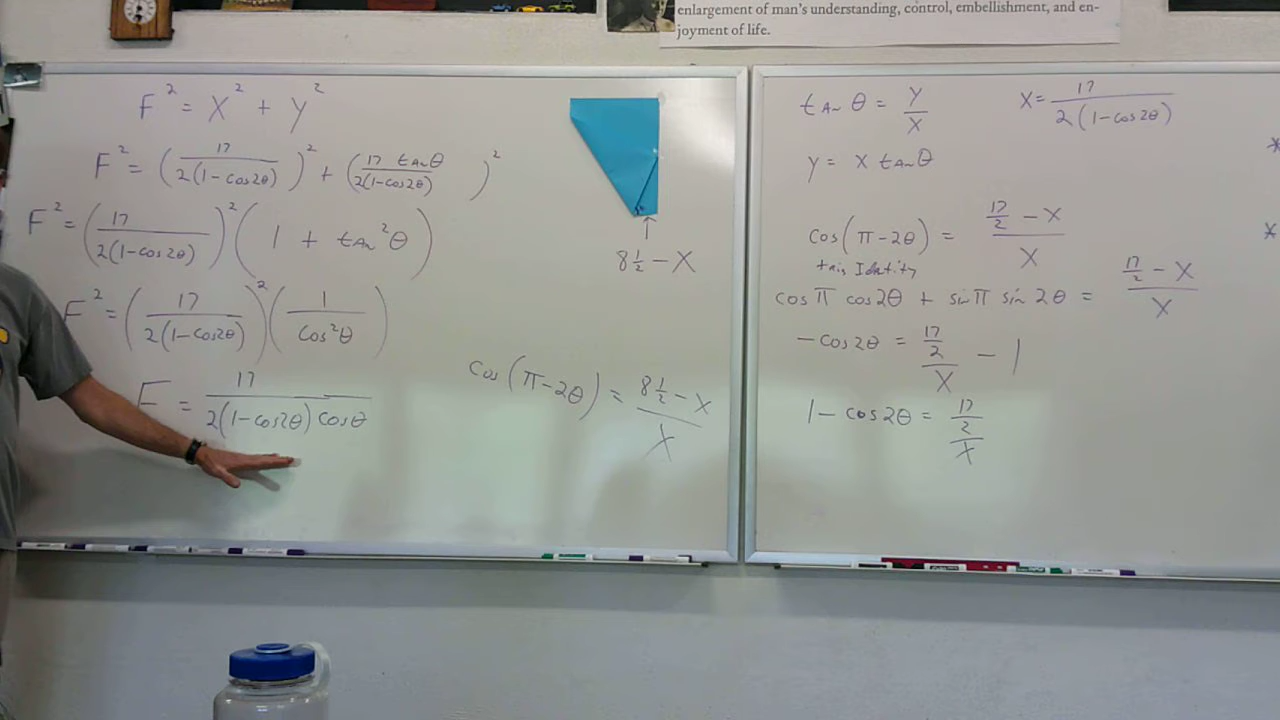 enlargement of man's understanding, control, embellishment, and en-
joyment of life.
F² = X² + Y²
F² = (17 / 2(1-cos2θ))² + (17 tanθ / 2(1-cos2θ))²
F² = (17 / 2(1-cos2θ))² (1 + tan²θ)
F² = (17 / 2(1-cos2θ))² (1 / cos²θ)
F = 17 / 2(1-cos2θ)cosθ
8½ - X
cos(π-2θ) = 8½ - X / X
tanθ = Y / X
X = 17 / 2(1-cos2θ)
y = X tanθ
cos(π-2θ) = 17/2 - X / X
trig Identity
cosπ cos2θ + sinπ sin2θ = 17/2 - X / X
-cos2θ = 17/2 / X - 1
1-cos2θ = 17/2 / X
*
*